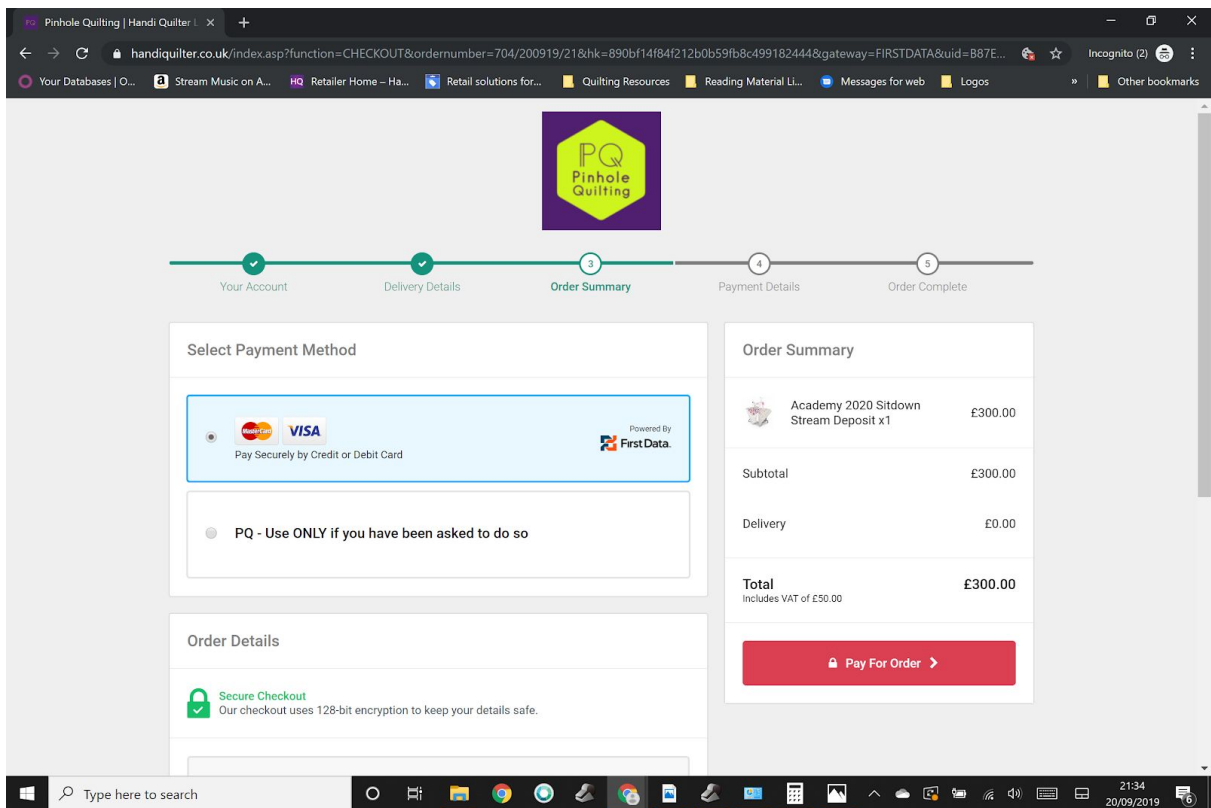 PQ Pinhole Quilting | Handi Quilter L
handiquilter.co.uk/index.asp?function=CHECKOUT&ordernumber=704/200919/21&hk=890bf14f84f212b0b59fb8c499182444&gateway=FIRSTDATA&uid=B87E...
Incognito (2)
Your Databases | O...
a Stream Music on A...
HQ Retailer Home – Ha...
Retail solutions for...
Quilting Resources
Reading Material Li...
Messages for web
Logos
»
Other bookmarks
PQ
Pinhole
Quilting
3
4
5
Your Account
Delivery Details
Order Summary
Payment Details
Order Complete
Select Payment Method
MasterCard VISA
Pay Securely by Credit or Debit Card
Powered By
First Data.
PQ - Use ONLY if you have been asked to do so
Order Details
Secure Checkout
Our checkout uses 128-bit encryption to keep your details safe.
Order Summary
Academy 2020 Sitdown
Stream Deposit x1
£300.00
Subtotal £300.00
Delivery £0.00
Total £300.00
Includes VAT of £50.00
Pay For Order
Type here to search
21:34
20/09/2019
6